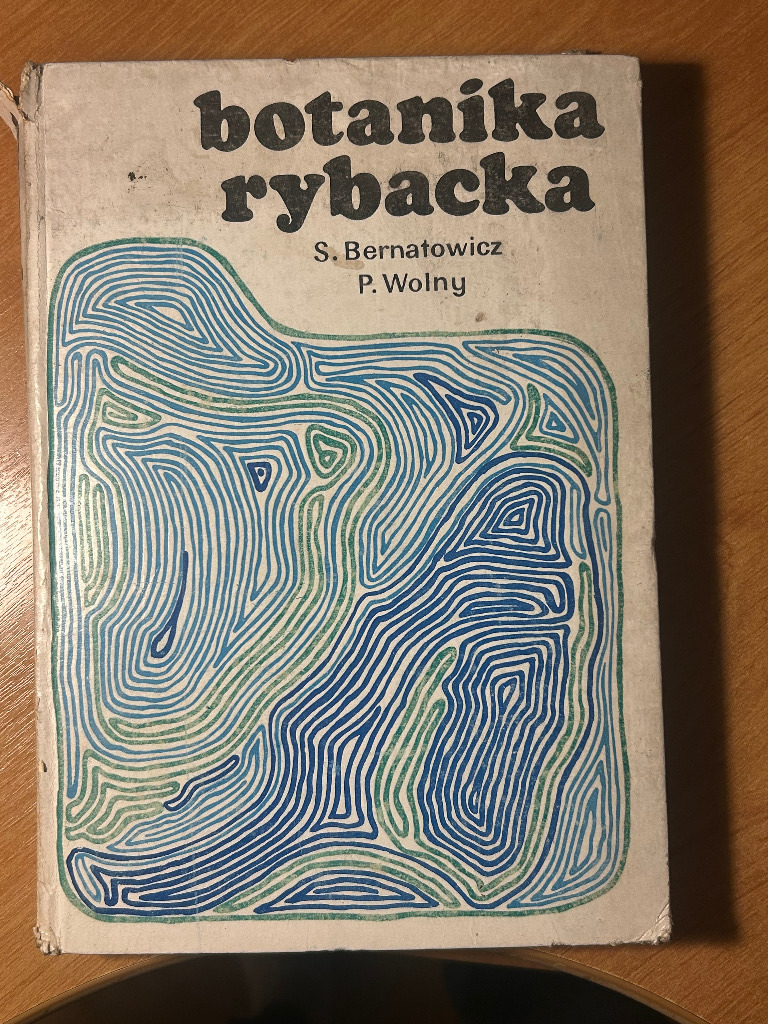 botanika
rybacka
S. Bernatowicz
P. Wolny